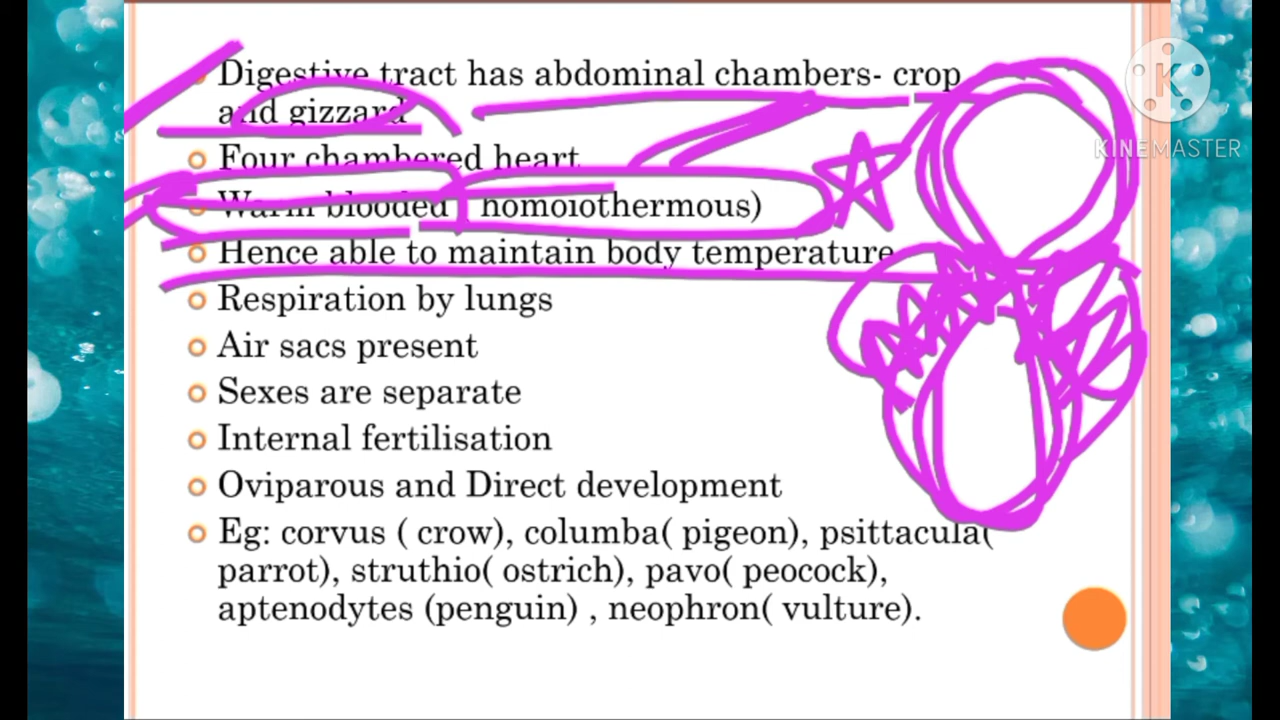 Digestive tract has abdominal chambers- crop
and gizzard
Four chambered heart
Warm blooded ( homoiothermous)
Hence able to maintain body temperature
Respiration by lungs
Air sacs present
Sexes are separate
Internal fertilisation
Oviparous and Direct development
Eg: corvus ( crow), columba( pigeon), psittacula(
parrot), struthio( ostrich), pavo( peocock),
aptenodytes (penguin) , neophron( vulture).
K
KINEMASTER